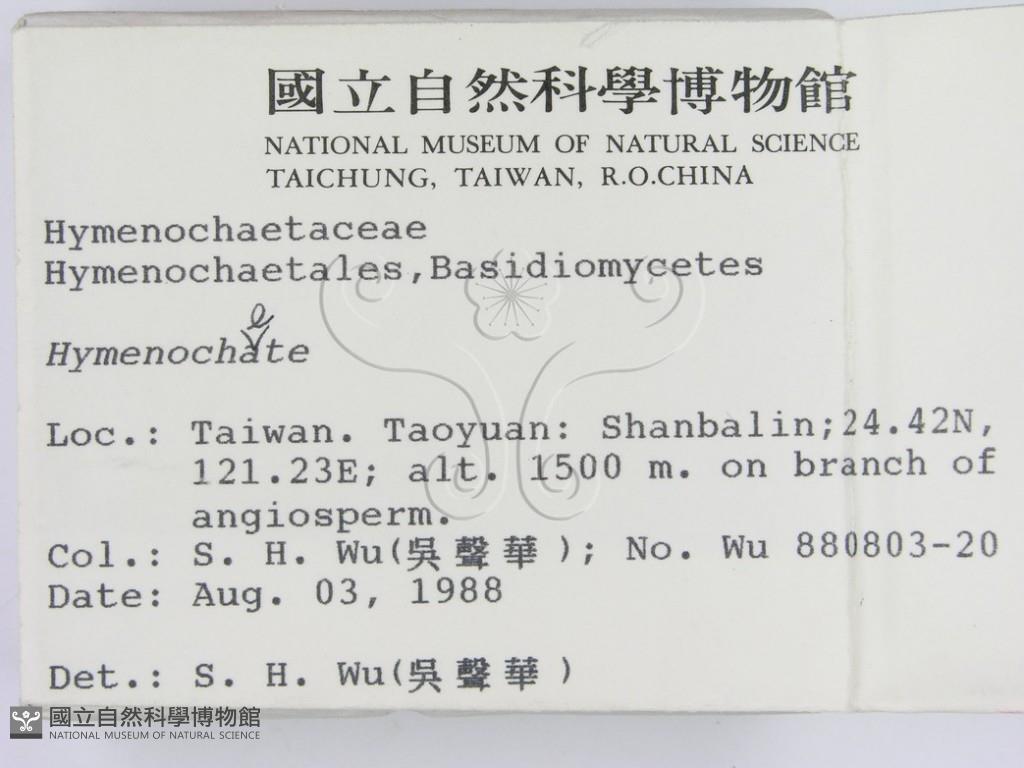 國立自然科學博物館
NATIONAL MUSEUM OF NATURAL SCIENCE
TAICHUNG, TAIWAN, R.O.CHINA
Hymenochaetaceae
Hymenochaetales,Basidiomycetes
e
Hymenochate
Loc.: Taiwan. Taoyuan: Shanbalin;24.42N,
121.23E; alt. 1500 m. on branch of
angiosperm.
Col.: S. H. Wu(吳聲華); No. Wu 880803-20
Date: Aug. 03, 1988
Det.: S. H. Wu(吳聲華)
國立自然科學博物館
NATIONAL MUSEUM OF NATURAL SCIENCE